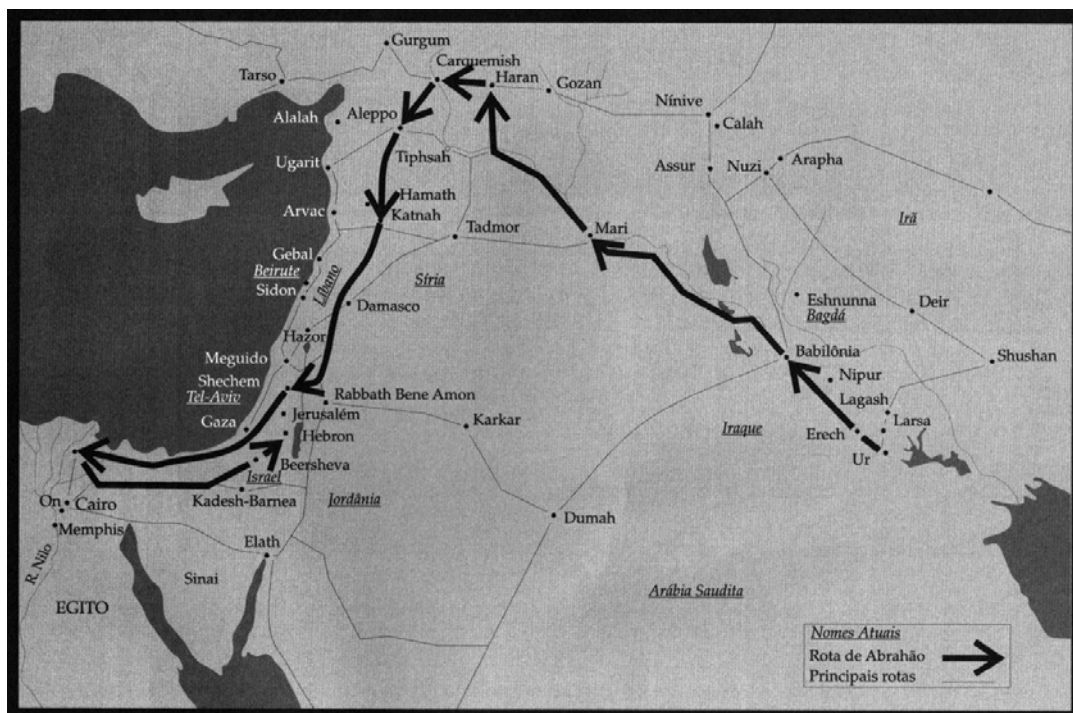 Gurgum
Carquemish
Tarso
Haran
Gozan
Alalah
Aleppo
Nínive
Calah
Tiphsah
Ugarit
Assur
Nuzi
Arapha
Hamath
Arvac
Katnah
Tadmor
Mari
Irã
Gebal
Beirute
Líbano
Síria
Sidon
Damasco
Eshnunna
Bagdá
Deir
Hazor
Babilônia
Meguido
Shushan
Shechem
Nipur
Tel-Aviv
Rabbath Bene Amon
Lagash
Gaza
Jerusalém
Karkar
Larsa
Hebron
Iraque
Erech
Beersheva
Ur
Israel
Kadesh-Barnea
Jordânia
On
Cairo
Dumah
Memphis
Elath
R. Nilo
Sinai
EGITO
Arábia Saudita
Nomes Atuais
Rota de Abrahão
Principais rotas